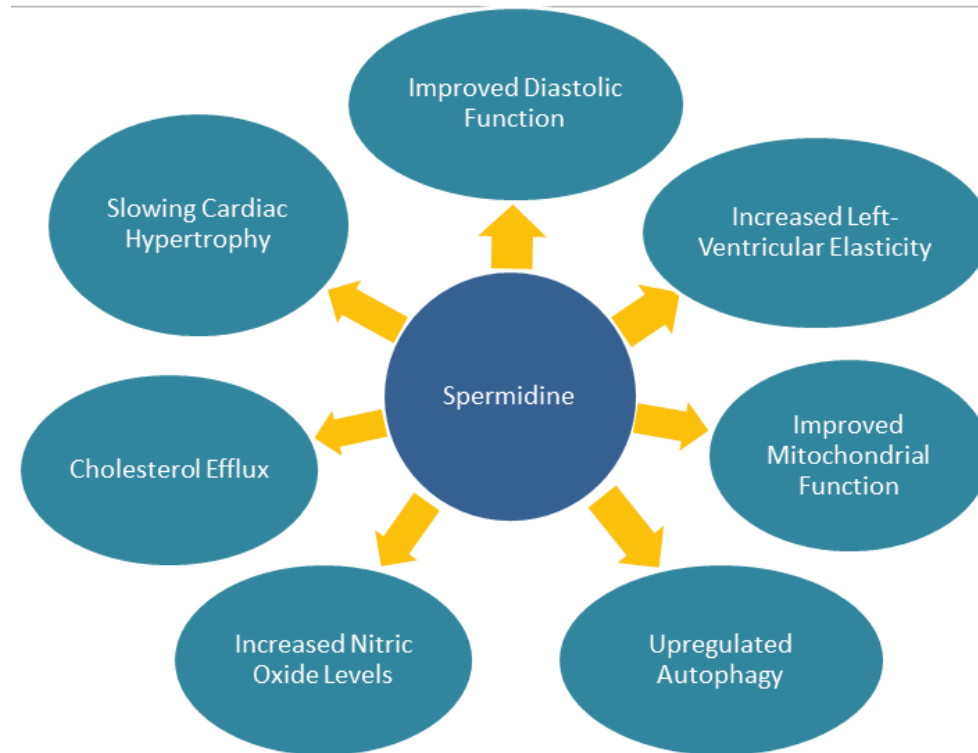 Improved Diastolic
Function
Slowing Cardiac
Hypertrophy
Increased Left-
Ventricular Elasticity
Spermidine
Cholesterol Efflux
Improved
Mitochondrial
Function
Increased Nitric
Oxide Levels
Upregulated
Autophagy